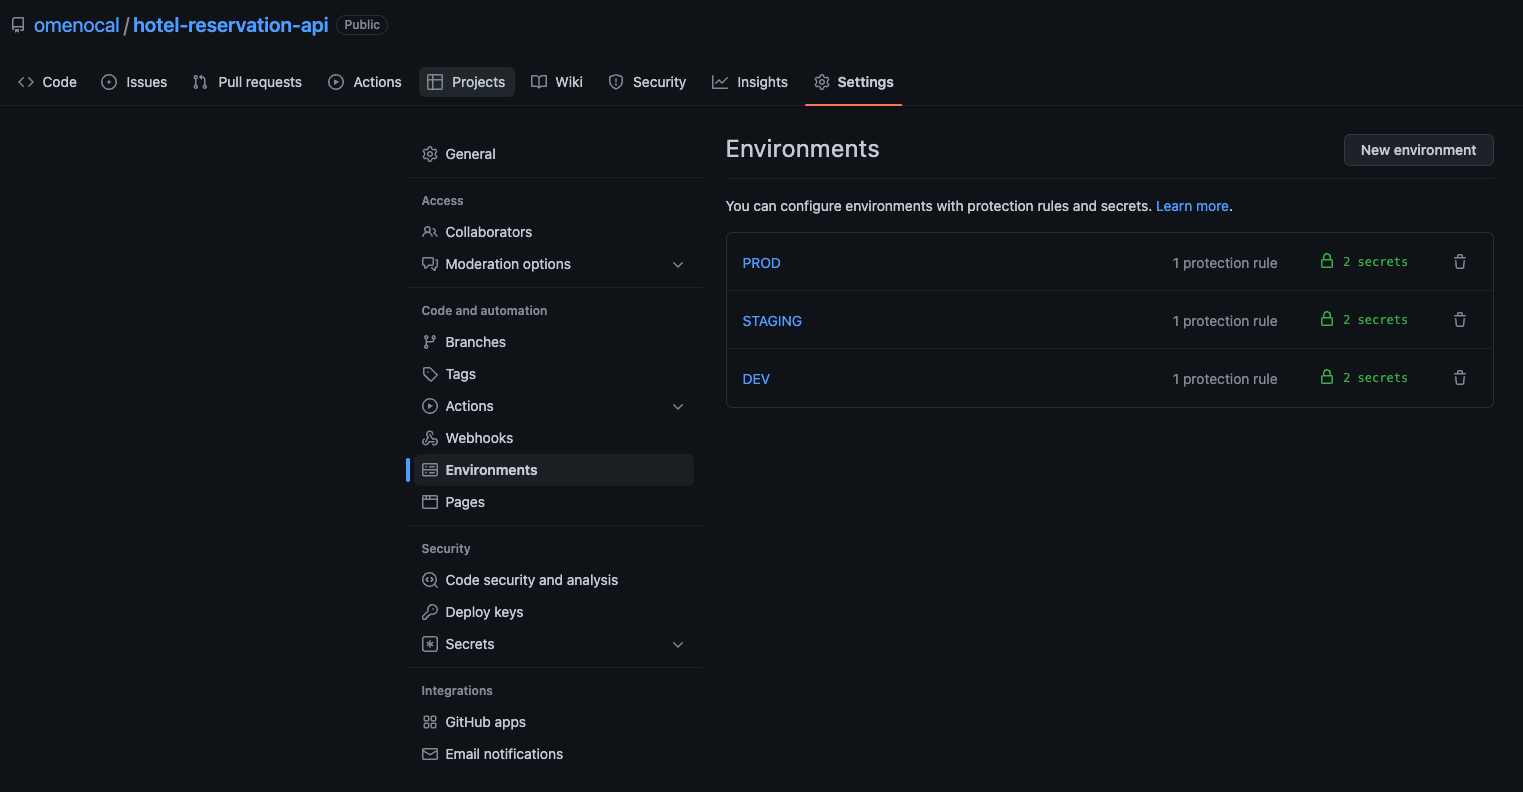 omenocal / hotel-reservation-api Public
Code Issues Pull requests Actions Projects Wiki Security Insights Settings
General
Access
Collaborators
Moderation options
Code and automation
Branches
Tags
Actions
Webhooks
Environments
Pages
Security
Code security and analysis
Deploy keys
Secrets
Integrations
GitHub apps
Email notifications
Environments New environment
You can configure environments with protection rules and secrets. Learn more.
PROD 1 protection rule 2 secrets
STAGING 1 protection rule 2 secrets
DEV 1 protection rule 2 secrets